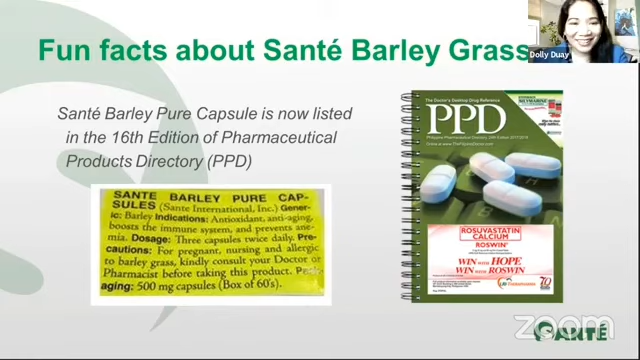 Fun facts about Santé Barley Grass
Dolly Duay
Santé Barley Pure Capsule is now listed
in the 16th Edition of Pharmaceutical
Products Directory (PPD)
SANTE BARLEY PURE CAP-
SULES (Sante International, Inc.) Gener-
ic: Barley Indications: Antioxidant, anti-aging,
boosts the immune system, and prevents ane-
mia. Dosage: Three capsules twice daily. Pre-
cautions: For pregnant, nursing and allergic
to barley grass, kindly consult your Doctor or
Pharmacist before taking this product. Pack-
aging: 500 mg capsules (Box of 60's).
The Doctor's Desktop Drug Reference
PPD
ROSUVASTATIN
CALCIUM
ROSWIN
WIN WITH HOPE
WIN WITH ROSWIN
zoom
SANTÉ